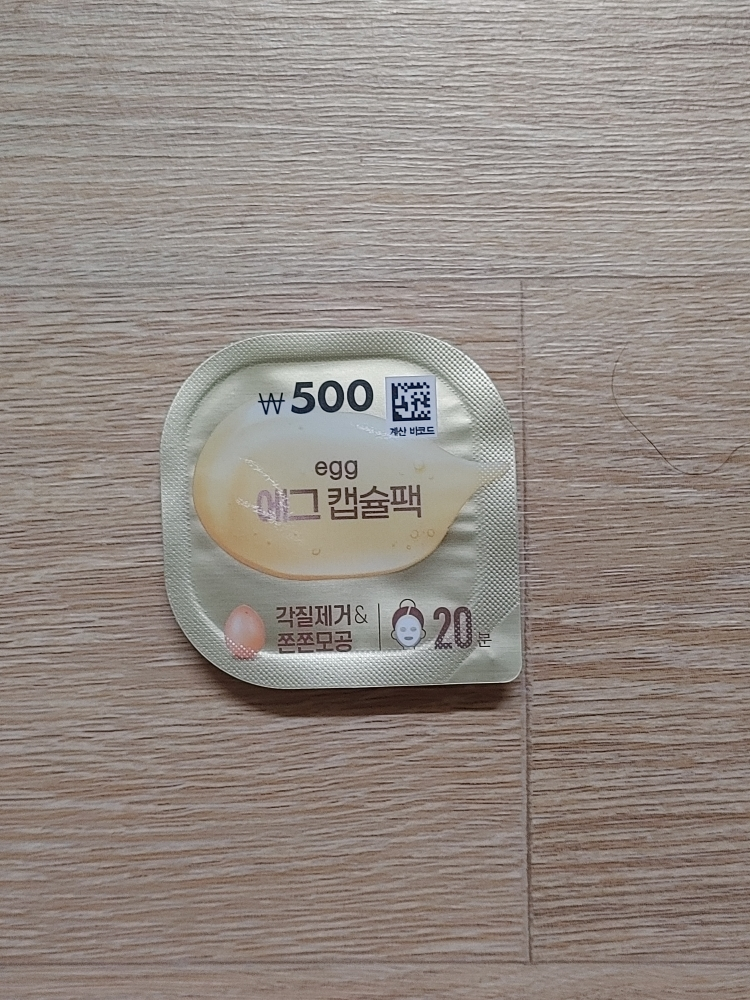 ₩500
계산 바코드
egg
에그 캡슐팩
각질제거&
쫀쫀모공
20분